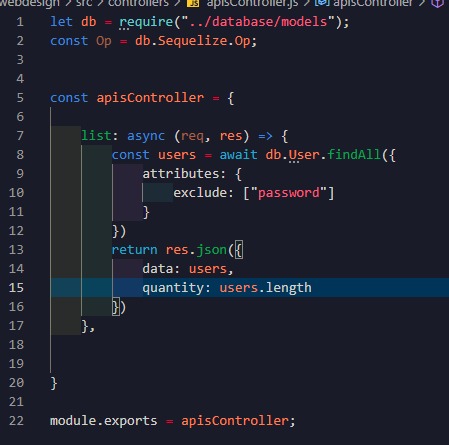 webdesign > src > controllers > JS apisController.js > apisController
1 let db = require("../database/models");
2 const Op = db.Sequelize.Op;
3
4
5 const apisController = {
6
7 list: async (req, res) => {
8 const users = await db.User.findAll({
9 attributes: {
10 exclude: ["password"]
11 }
12 })
13 return res.json({
14 data: users,
15 quantity: users.length
16 })
17 },
18
19
20 }
21
22 module.exports = apisController;